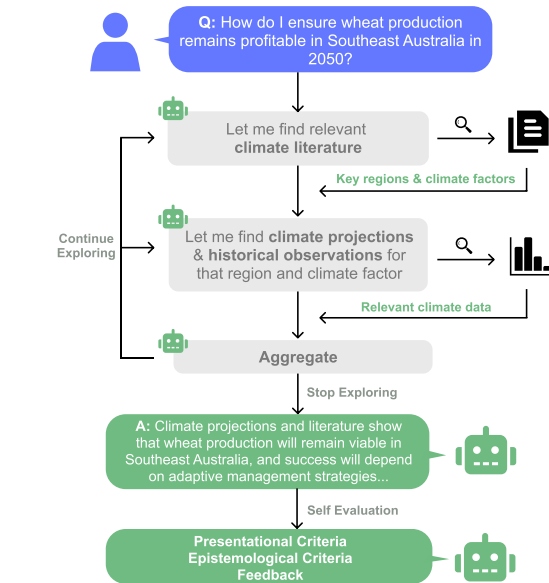 Q: How do I ensure wheat production
remains profitable in Southeast Australia in
2050?
Let me find relevant
climate literature
Key regions & climate factors
Continue
Exploring
Let me find climate projections
& historical observations for
that region and climate factor
Relevant climate data
Aggregate
Stop Exploring
A: Climate projections and literature show
that wheat production will remain viable in
Southeast Australia, and success will depend
on adaptive management strategies...
Self Evaluation
Presentational Criteria
Epistemological Criteria
Feedback